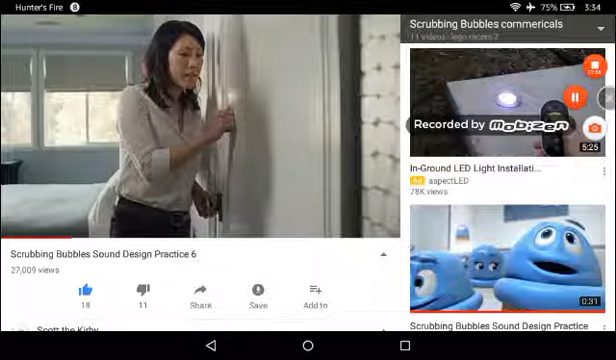 Hunter's Fire 8 75% 3:34
Scrubbing Bubbles commericals
11 videos · lego racers 2
Recorded by MOBIZEN
5:25
In-Ground LED Light Installati...
Ad aspectLED
78K views
0:31
Scrubbing Bubbles Sound Design Practice
Scrubbing Bubbles Sound Design Practice 6
27,009 views
18 11 Share Save Add to
Scott the Kirby